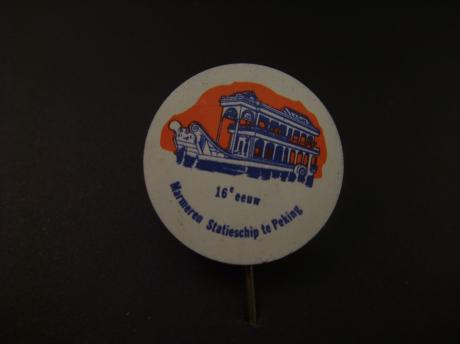 16e eeuw
Marmeren Statieschip te Peking